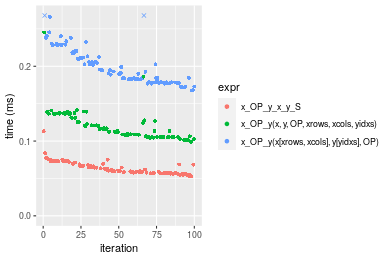 time (ms)
0.2
0.1
0.0
0
25
50
75
100
iteration
expr
x_OP_y_x_y_S
x_OP_y(x, y, OP, xrows, xcols, yidxs)
x_OP_y(x[xrows, xcols], y[yidxs], OP)